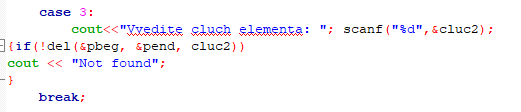 case 3:
cout<<"Vvedite cluch elementa: "; scanf("%d",&cluc2);
{if(!del(&pbeg, &pend, cluc2))
cout << "Not found";
}
break;